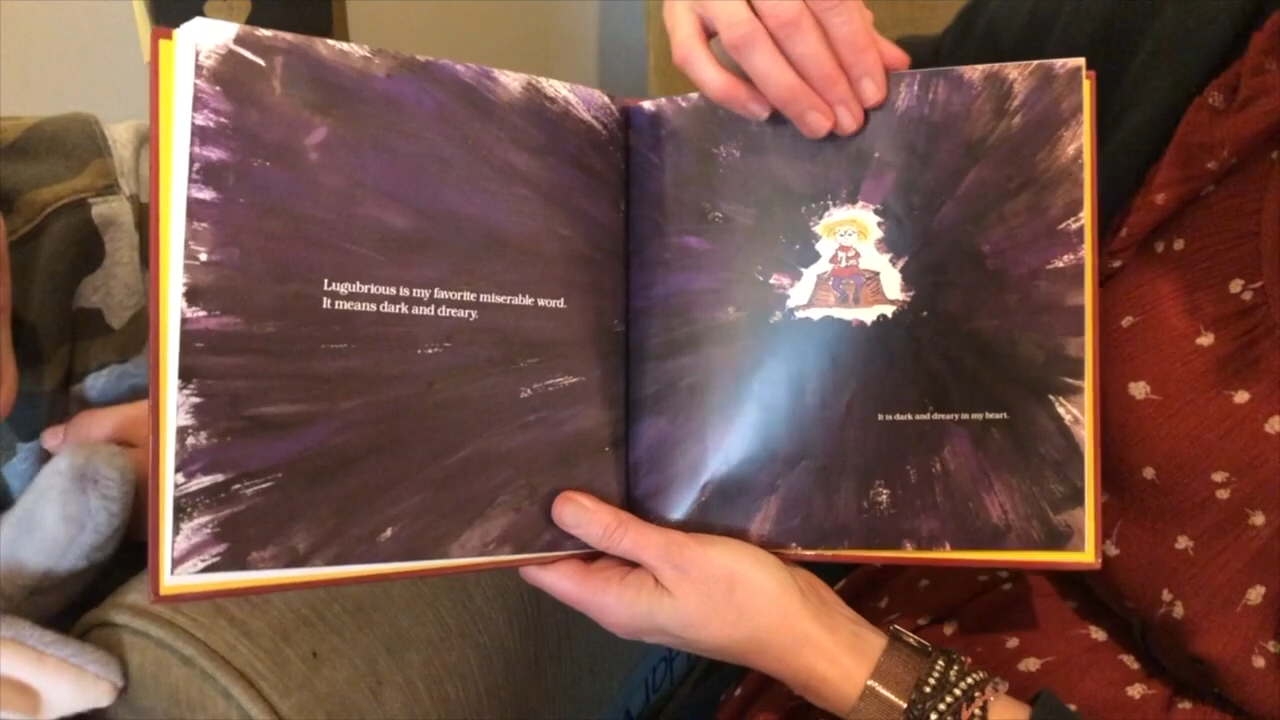 Lugubrious is my favorite miserable word.
It means dark and dreary.
It is dark and dreary in my heart.